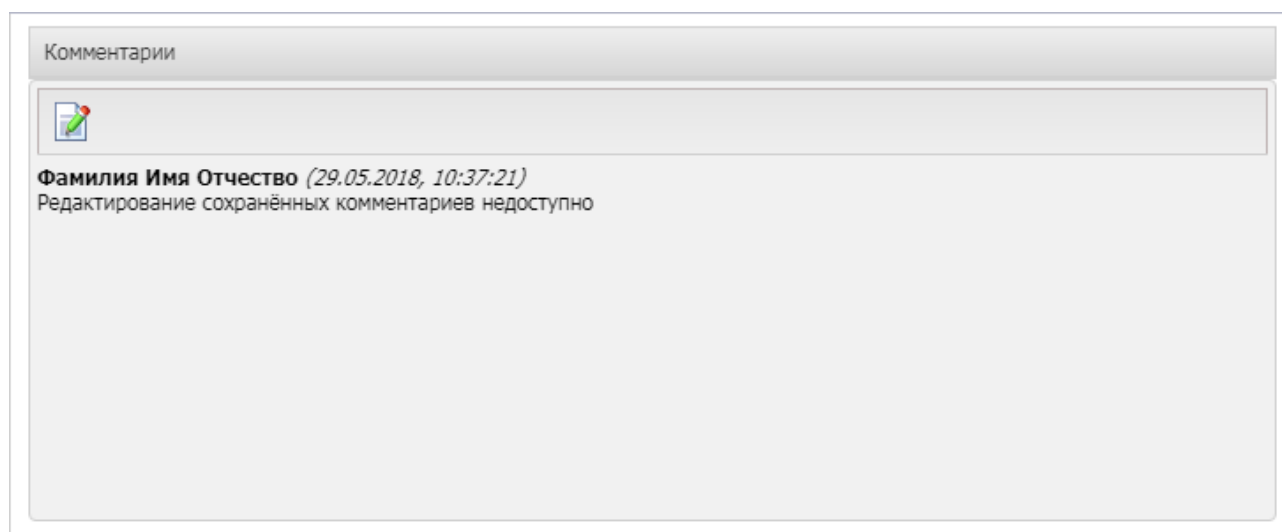 Комментарии
Фамилия Имя Отчество (29.05.2018, 10:37:21)
Редактирование сохранённых комментариев недоступно